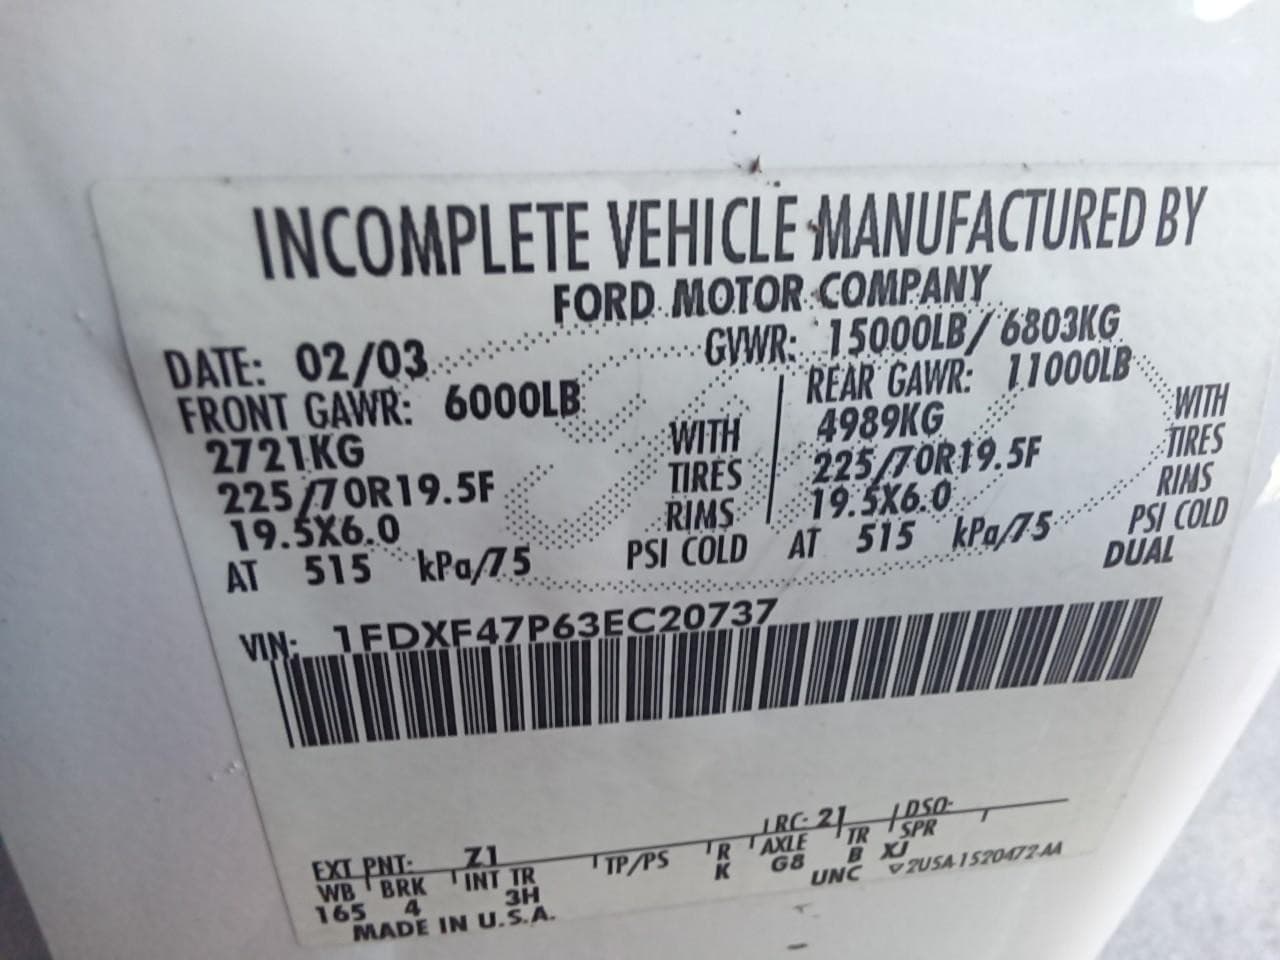 INCOMPLETE VEHICLE MANUFACTURED BY
FORD MOTOR COMPANY
DATE: 02/03 GVWR: 15000LB/ 6803KG
FRONT GAWR: 6000LB REAR GAWR: 11000LB
2721KG WITH 4989KG WITH
225/70R19.5F TIRES 225/70R19.5F TIRES
19.5X6.0 RIMS 19.5X6.0 RIMS
AT 515 kPa/75 PSI COLD AT 515 kPa/75 PSI COLD
DUAL
VIN: 1FDXF47P63EC20737
EXT PNT: Z1 RC: 21 DSO:
WB BRK INT TR TP/PS R AXLE TR SPR
165 4 3H K G8 B XJ
MADE IN U.S.A. UNC ▽2U5A-1520472-AA